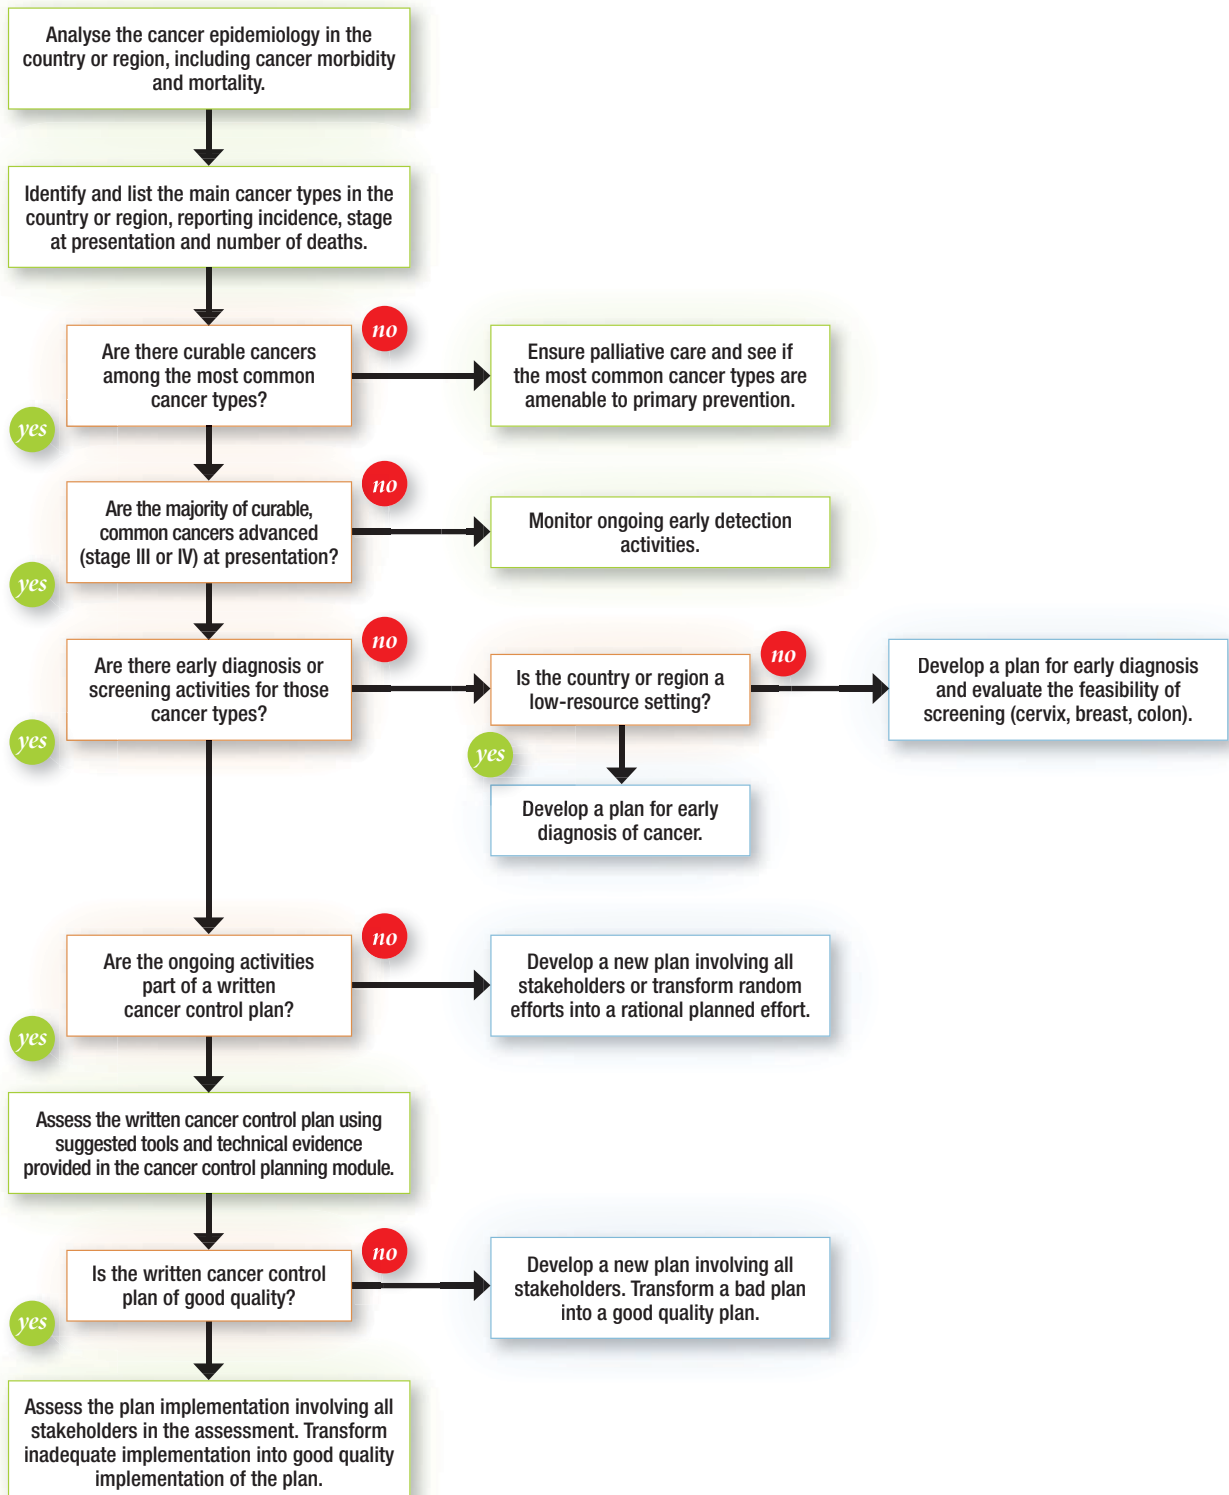 Analyse the cancer epidemiology in the
country or region, including cancer morbidity
and mortality.
Identify and list the main cancer types in the
country or region, reporting incidence, stage
at presentation and number of deaths.
Are there curable cancers
among the most common
cancer types?
no
Ensure palliative care and see if
the most common cancer types are
amenable to primary prevention.
yes
Are the majority of curable,
common cancers advanced
(stage III or IV) at presentation?
no
Monitor ongoing early detection
activities.
yes
Are there early diagnosis or
screening activities for those
cancer types?
no
Is the country or region a
low-resource setting?
no
Develop a plan for early diagnosis
and evaluate the feasibility of
screening (cervix, breast, colon).
yes
yes
Develop a plan for early
diagnosis of cancer.
Are the ongoing activities
part of a written
cancer control plan?
no
Develop a new plan involving all
stakeholders or transform random
efforts into a rational planned effort.
yes
Assess the written cancer control plan using
suggested tools and technical evidence
provided in the cancer control planning module.
Is the written cancer control
plan of good quality?
no
Develop a new plan involving all
stakeholders. Transform a bad plan
into a good quality plan.
yes
Assess the plan implementation involving all
stakeholders in the assessment. Transform
inadequate implementation into good quality
implementation of the plan.